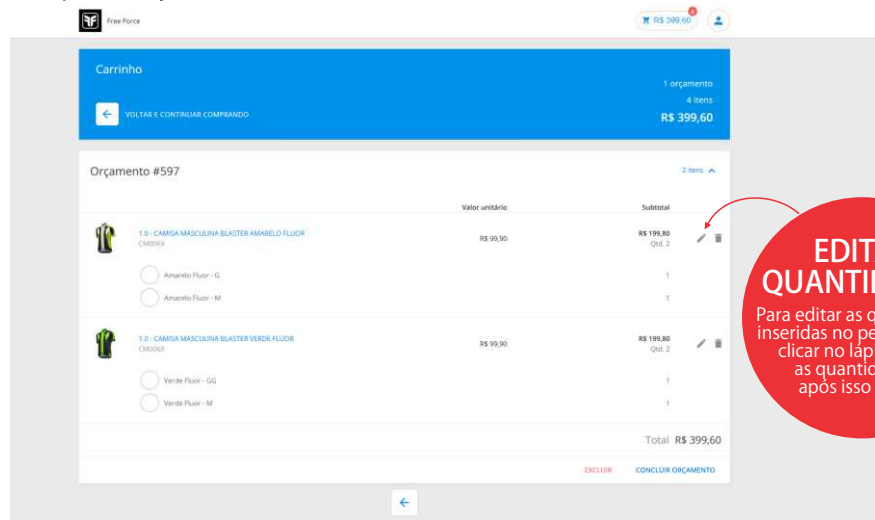 Free Force
R$ 399,60
4
Carrinho
1 orçamento
4 itens
VOLTAR E CONTINUAR COMPRANDO
R$ 399,60
Orçamento #597
2 itens
Valor unitário
Subtotal
1.0 - CAMISA MASCULINA BLASTER AMARELO FLUOR
CM0069
R$ 99,90
R$ 199,80
Qtd. 2
Amarelo Fluor - G
1
Amarelo Fluor - M
1
1.0 - CAMISA MASCULINA BLASTER VERDE FLUOR
CM0069
R$ 99,90
R$ 199,80
Qtd. 2
Verde Fluor - GG
1
Verde Fluor - M
1
Total R$ 399,60
EXCLUIR
CONCLUIR ORÇAMENTO
EDIT
QUANTI
Para editar as q
inseridas no pe
clicar no láp
as quantid
após isso